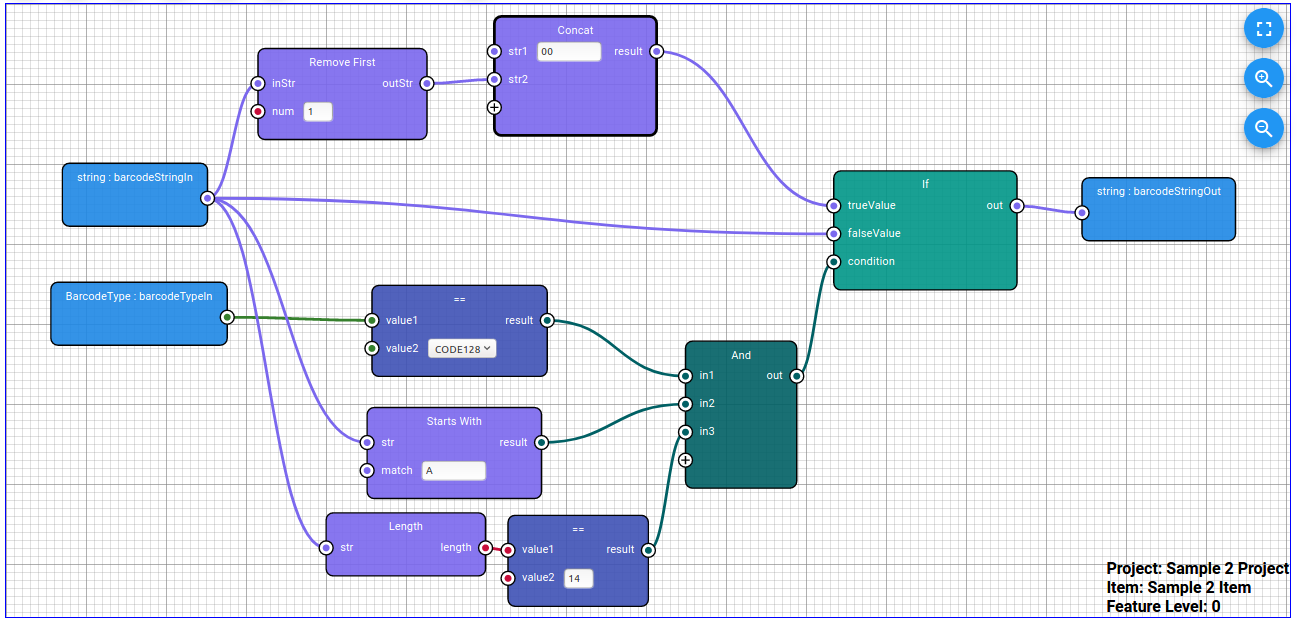 Concat
str1 00 result
str2
Remove First
inStr outStr
num 1
string : barcodeStringIn
If
trueValue out
falseValue
condition
string : barcodeStringOut
BarcodeType : barcodeTypeIn
==
value1 result
value2 CODE128
And
in1 out
in2
in3
Starts With
str result
match A
Length
str length
==
value1 result
value2 14
Project: Sample 2 Project
Item: Sample 2 Item
Feature Level: 0